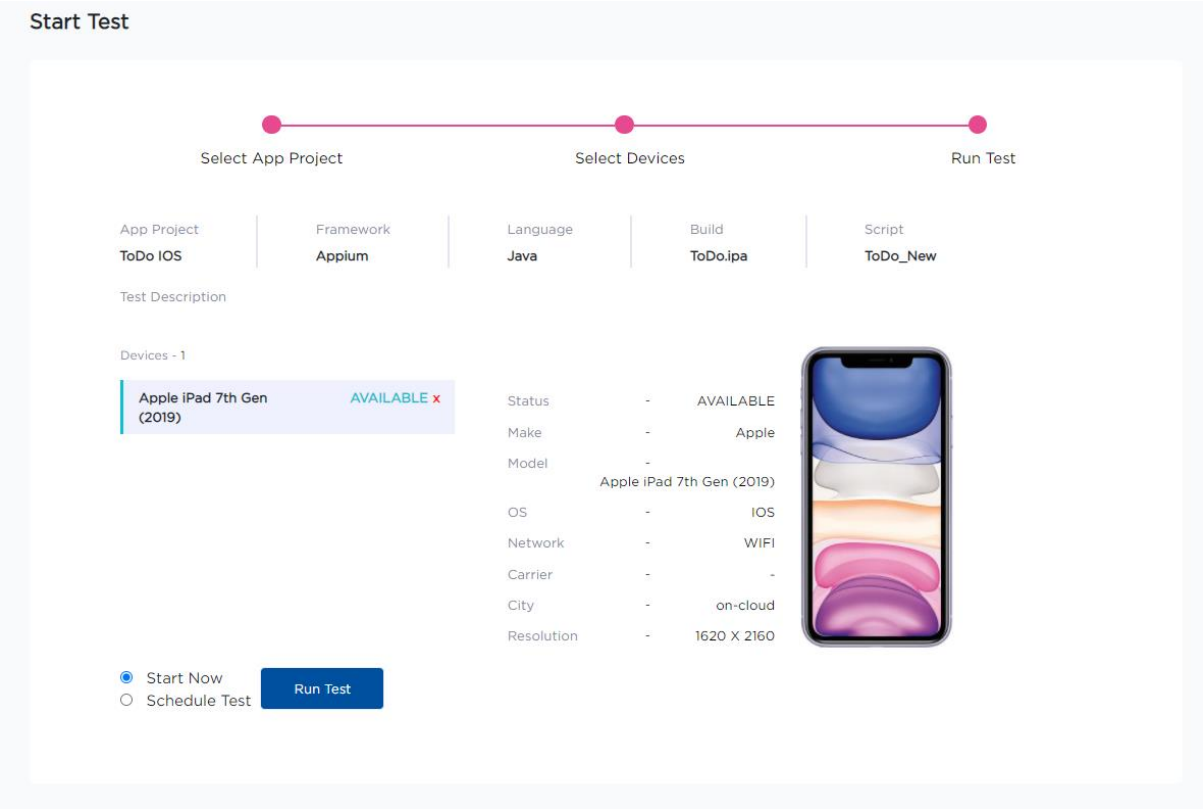 Start Test
Select App Project Select Devices Run Test
App Project Framework Language Build Script
ToDo IOS Appium Java ToDo.ipa ToDo_New
Test Description
Devices - 1
Apple iPad 7th Gen AVAILABLE x
(2019)
Status - AVAILABLE
Make - Apple
Model -
Apple iPad 7th Gen (2019)
OS - IOS
Network - WIFI
Carrier - -
City - on-cloud
Resolution - 1620 X 2160
Start Now
Schedule Test
Run Test